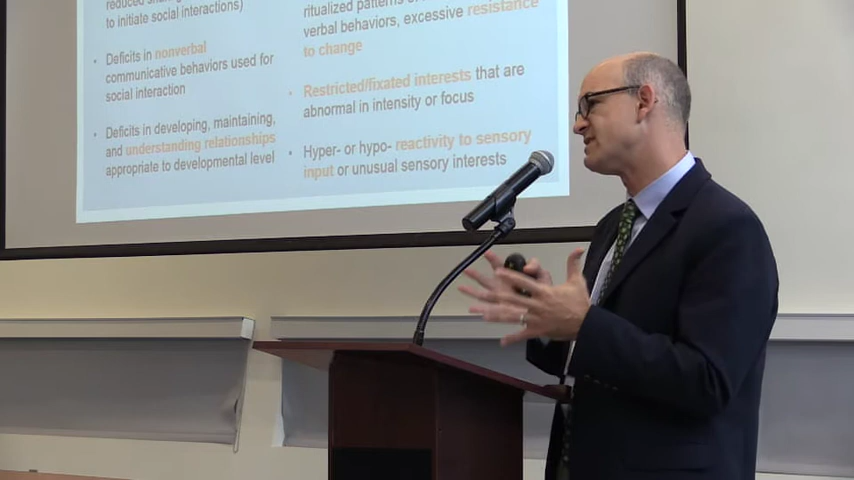 to initiate social interactions)
• Deficits in nonverbal
communicative behaviors used for
social interaction
• Deficits in developing, maintaining,
and understanding relationships
appropriate to developmental level
ritualized patterns of
verbal behaviors, excessive resistance
to change
• Restricted/fixated interests that are
abnormal in intensity or focus
• Hyper- or hypo- reactivity to sensory
input or unusual sensory interests